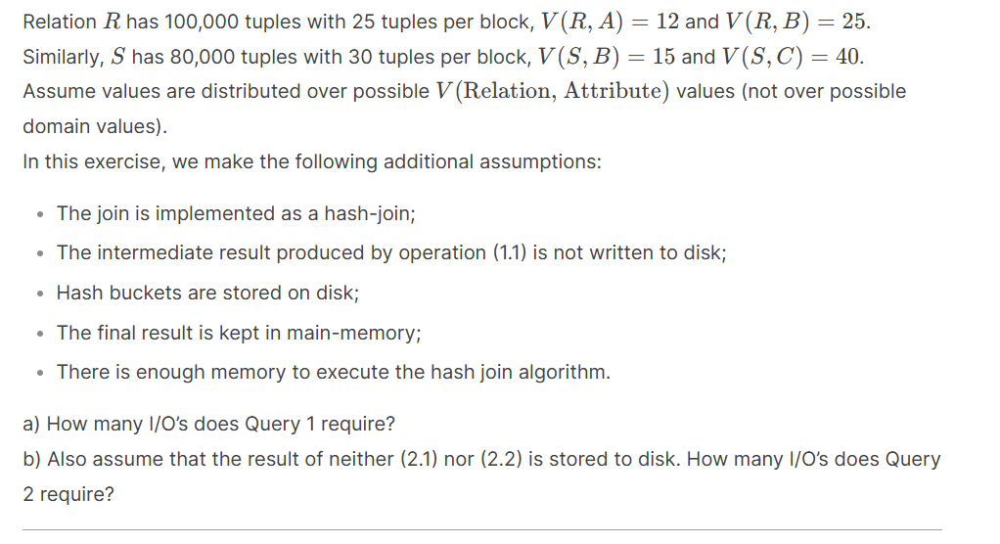 Relation R has 100,000 tuples with 25 tuples per block, V(R, A) = 12 and V(R, B) = 25.
Similarly, S has 80,000 tuples with 30 tuples per block, V(S, B) = 15 and V(S, C) = 40.
Assume values are distributed over possible V(Relation, Attribute) values (not over possible
domain values).
In this exercise, we make the following additional assumptions:
• The join is implemented as a hash-join;
• The intermediate result produced by operation (1.1) is not written to disk;
• Hash buckets are stored on disk;
• The final result is kept in main-memory;
• There is enough memory to execute the hash join algorithm.
a) How many I/O’s does Query 1 require?
b) Also assume that the result of neither (2.1) nor (2.2) is stored to disk. How many I/O’s does Query
2 require?